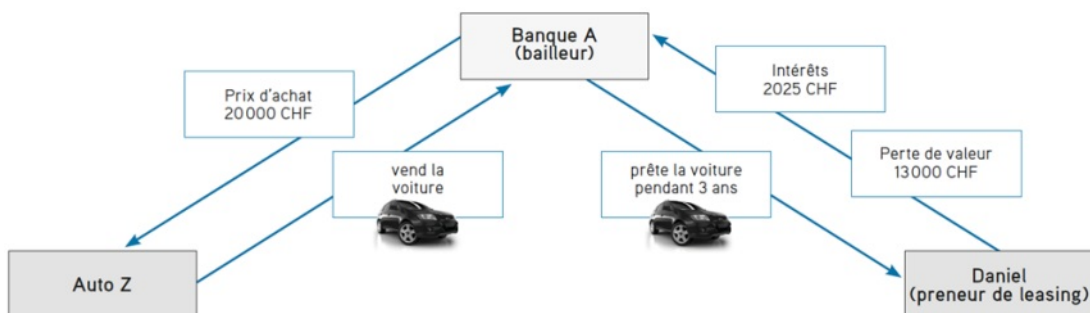 Banque A
(bailleur)
Prix d'achat
20 000 CHF
Intérêts
2025 CHF
vend la
voiture
prête la voiture
pendant 3 ans
Perte de valeur
13 000 CHF
Auto Z
Daniel
(preneur de leasing)